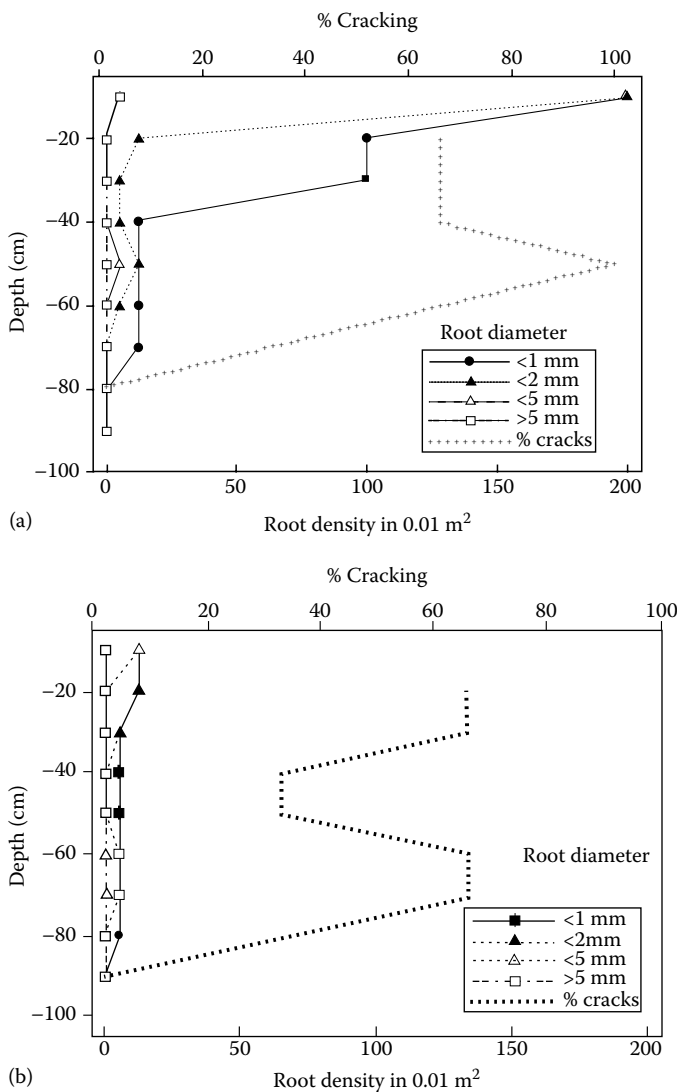 % Cracking
0 20 40 60 80 100
−20
−40
−60
−80
−100
Depth (cm)
Root diameter
<1 mm
<2 mm
<5 mm
>5 mm
% cracks
0 50 100 150 200
(a) Root density in 0.01 m²
% Cracking
0 20 40 60 80 100
−20
−40
−60
−80
−100
Depth (cm)
Root diameter
<1 mm
<2mm
<5 mm
>5 mm
% cracks
0 50 100 150 200
(b) Root density in 0.01 m²